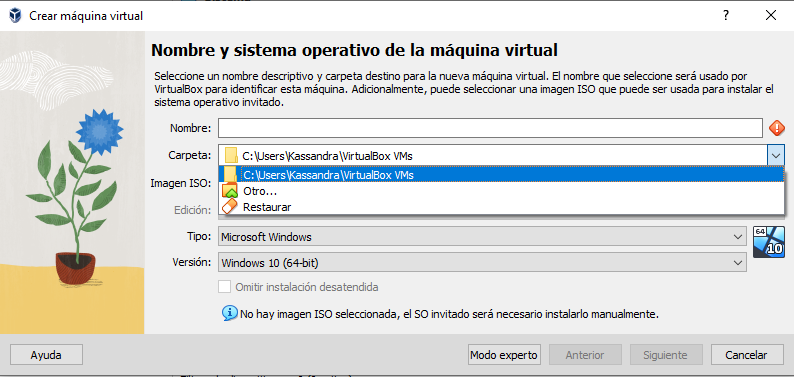 Crear máquina virtual
Nombre y sistema operativo de la máquina virtual
Seleccione un nombre descriptivo y carpeta destino para la nueva máquina virtual. El nombre que seleccione será usado por
VirtualBox para identificar esta máquina. Adicionalmente, puede seleccionar una imagen ISO que puede ser usada para instalar el
sistema operativo invitado.
Nombre:
Carpeta: C:\Users\Kassandra\VirtualBox VMs
C:\Users\Kassandra\VirtualBox VMs
Imagen ISO:
Otro...
Restaurar
Edición:
Tipo: Microsoft Windows
64
10
Versión: Windows 10 (64-bit)
Omitir instalación desatendida
No hay imagen ISO seleccionada, el SO invitado será necesario instalarlo manualmente.
Ayuda Modo experto Anterior Siguiente Cancelar